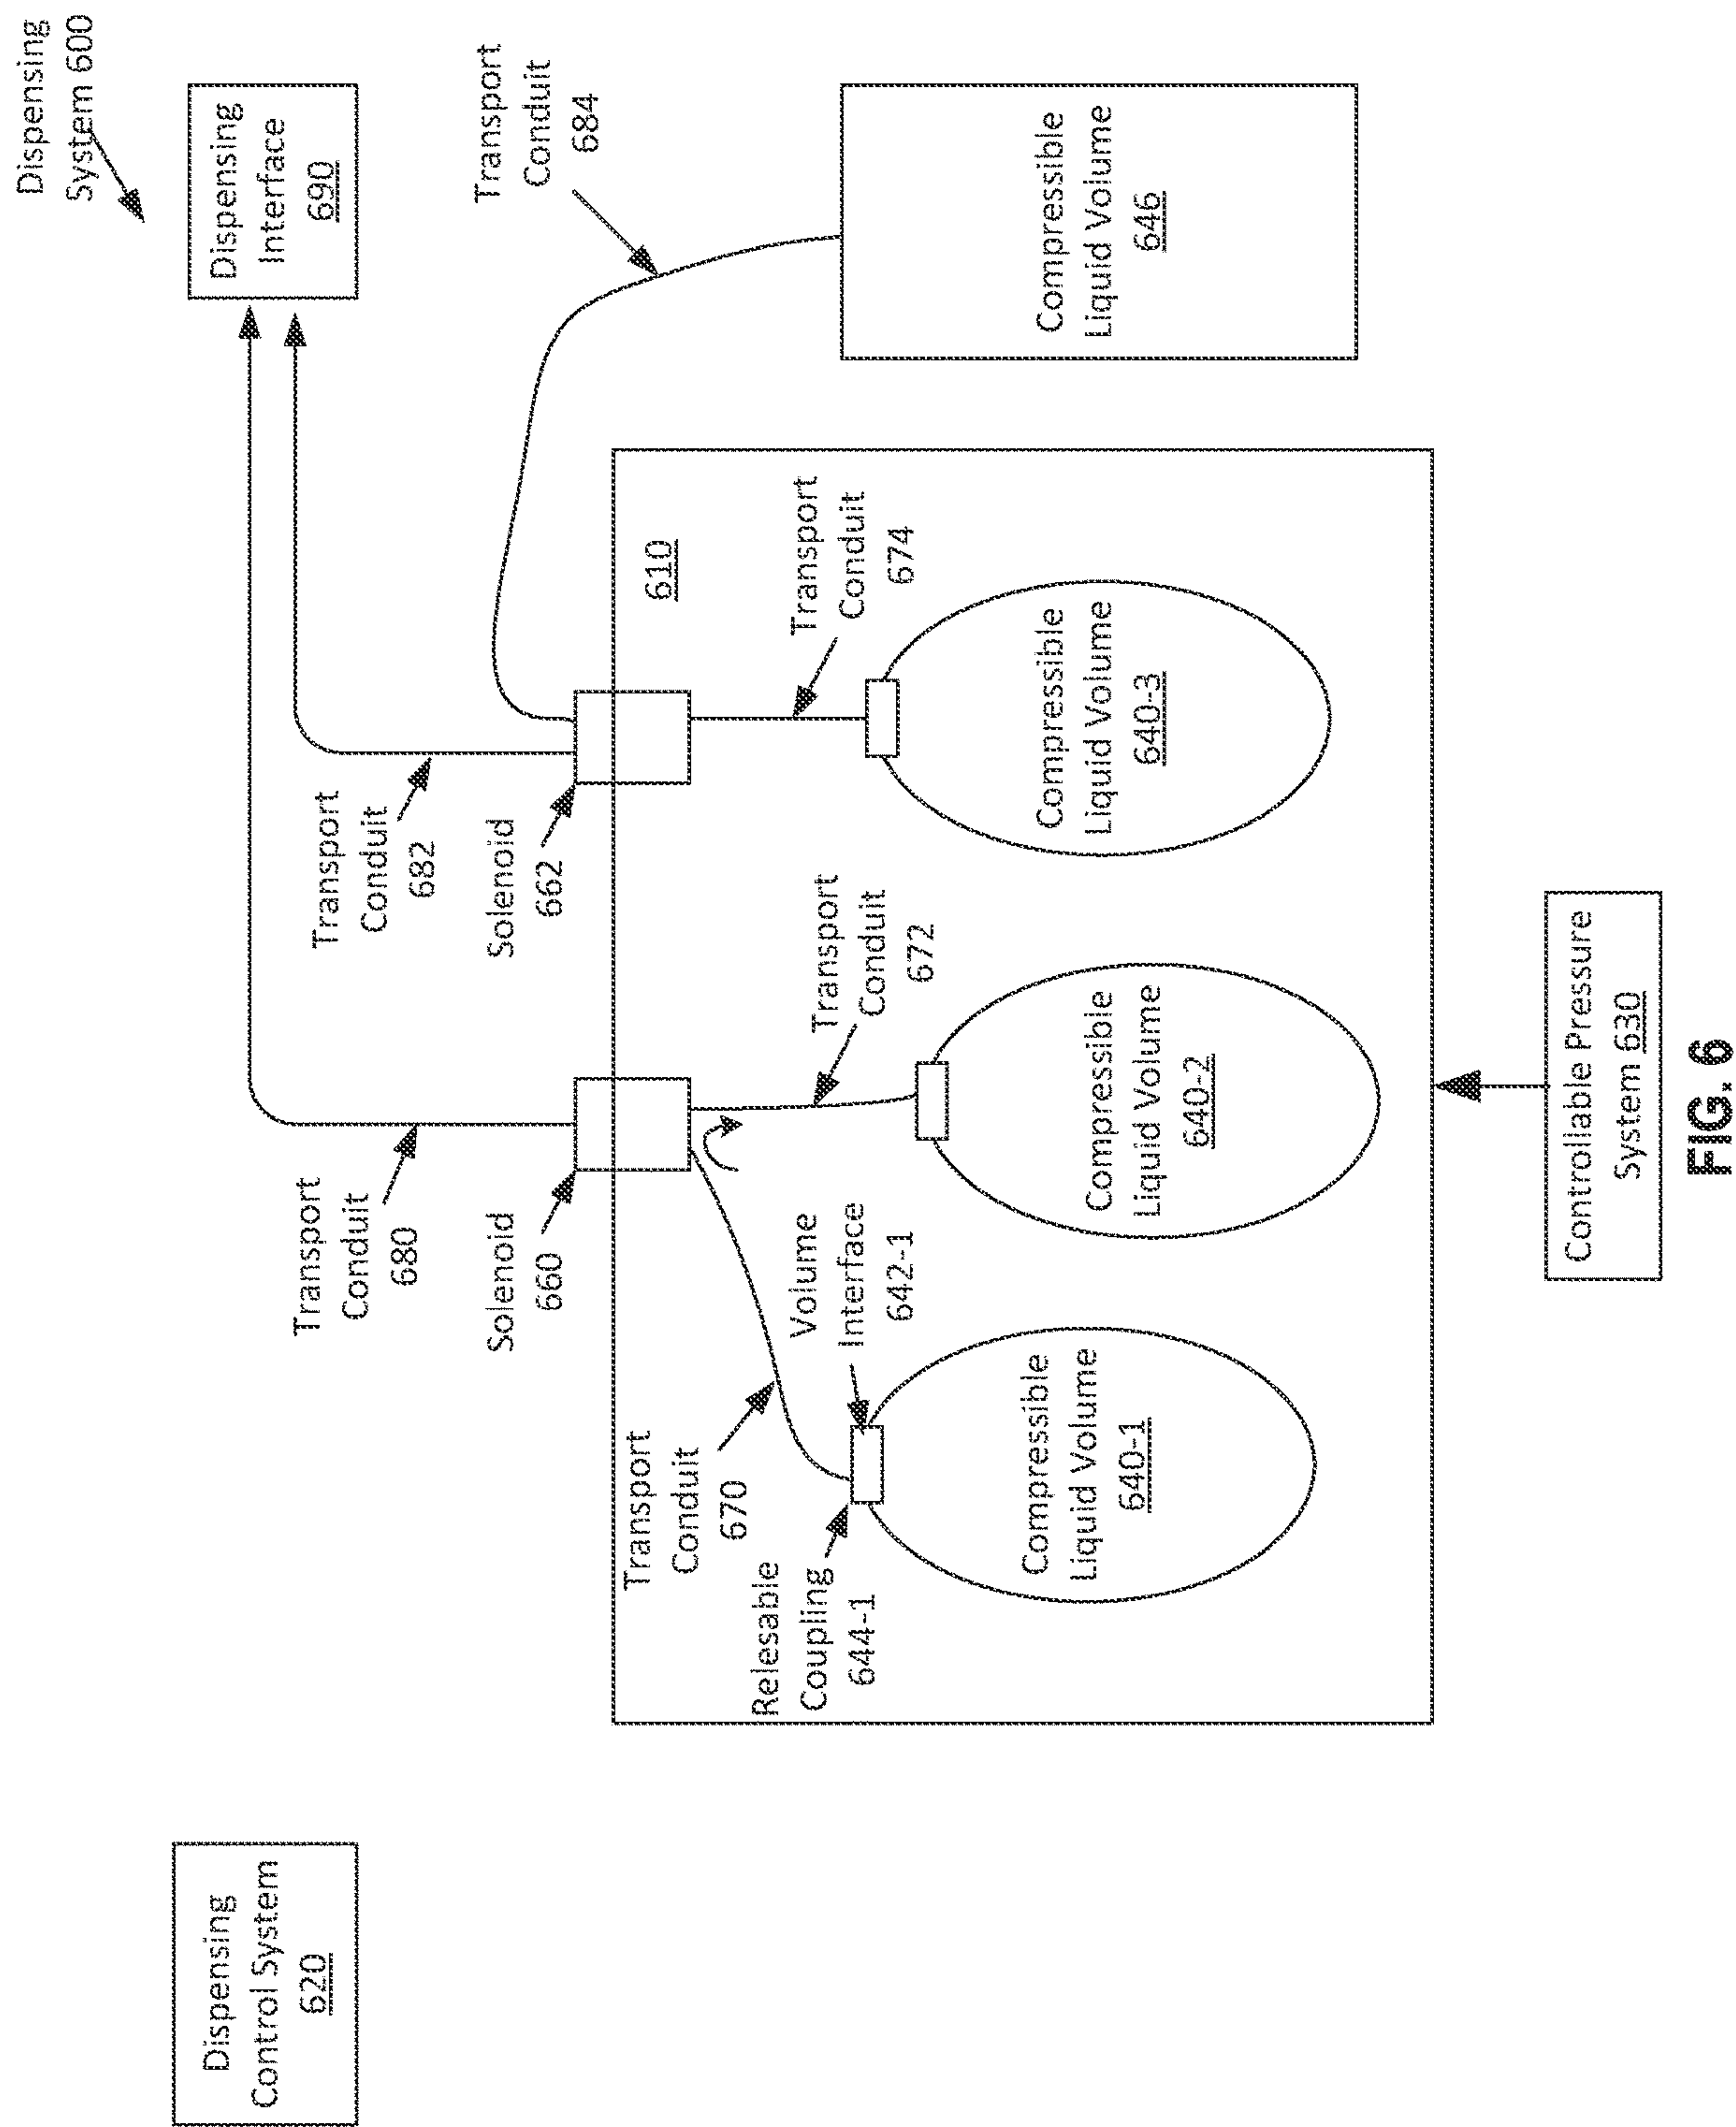 Dispensing
System 600
Dispensing
Control System
620
Dispensing
Interface
690
Transport
Conduit
680
Transport
Conduit
682
Transport
Conduit
684
Solenoid
660
Solenoid
662
610
Transport
Conduit
670
Relesable
Coupling
644-1
Volume
Interface
642-1
Transport
Conduit
672
Transport
Conduit
674
Compressible
Liquid Volume
640-1
Compressible
Liquid Volume
640-2
Compressible
Liquid Volume
640-3
Compressible
Liquid Volume
646
Controllable Pressure
System 630
FIG. 6